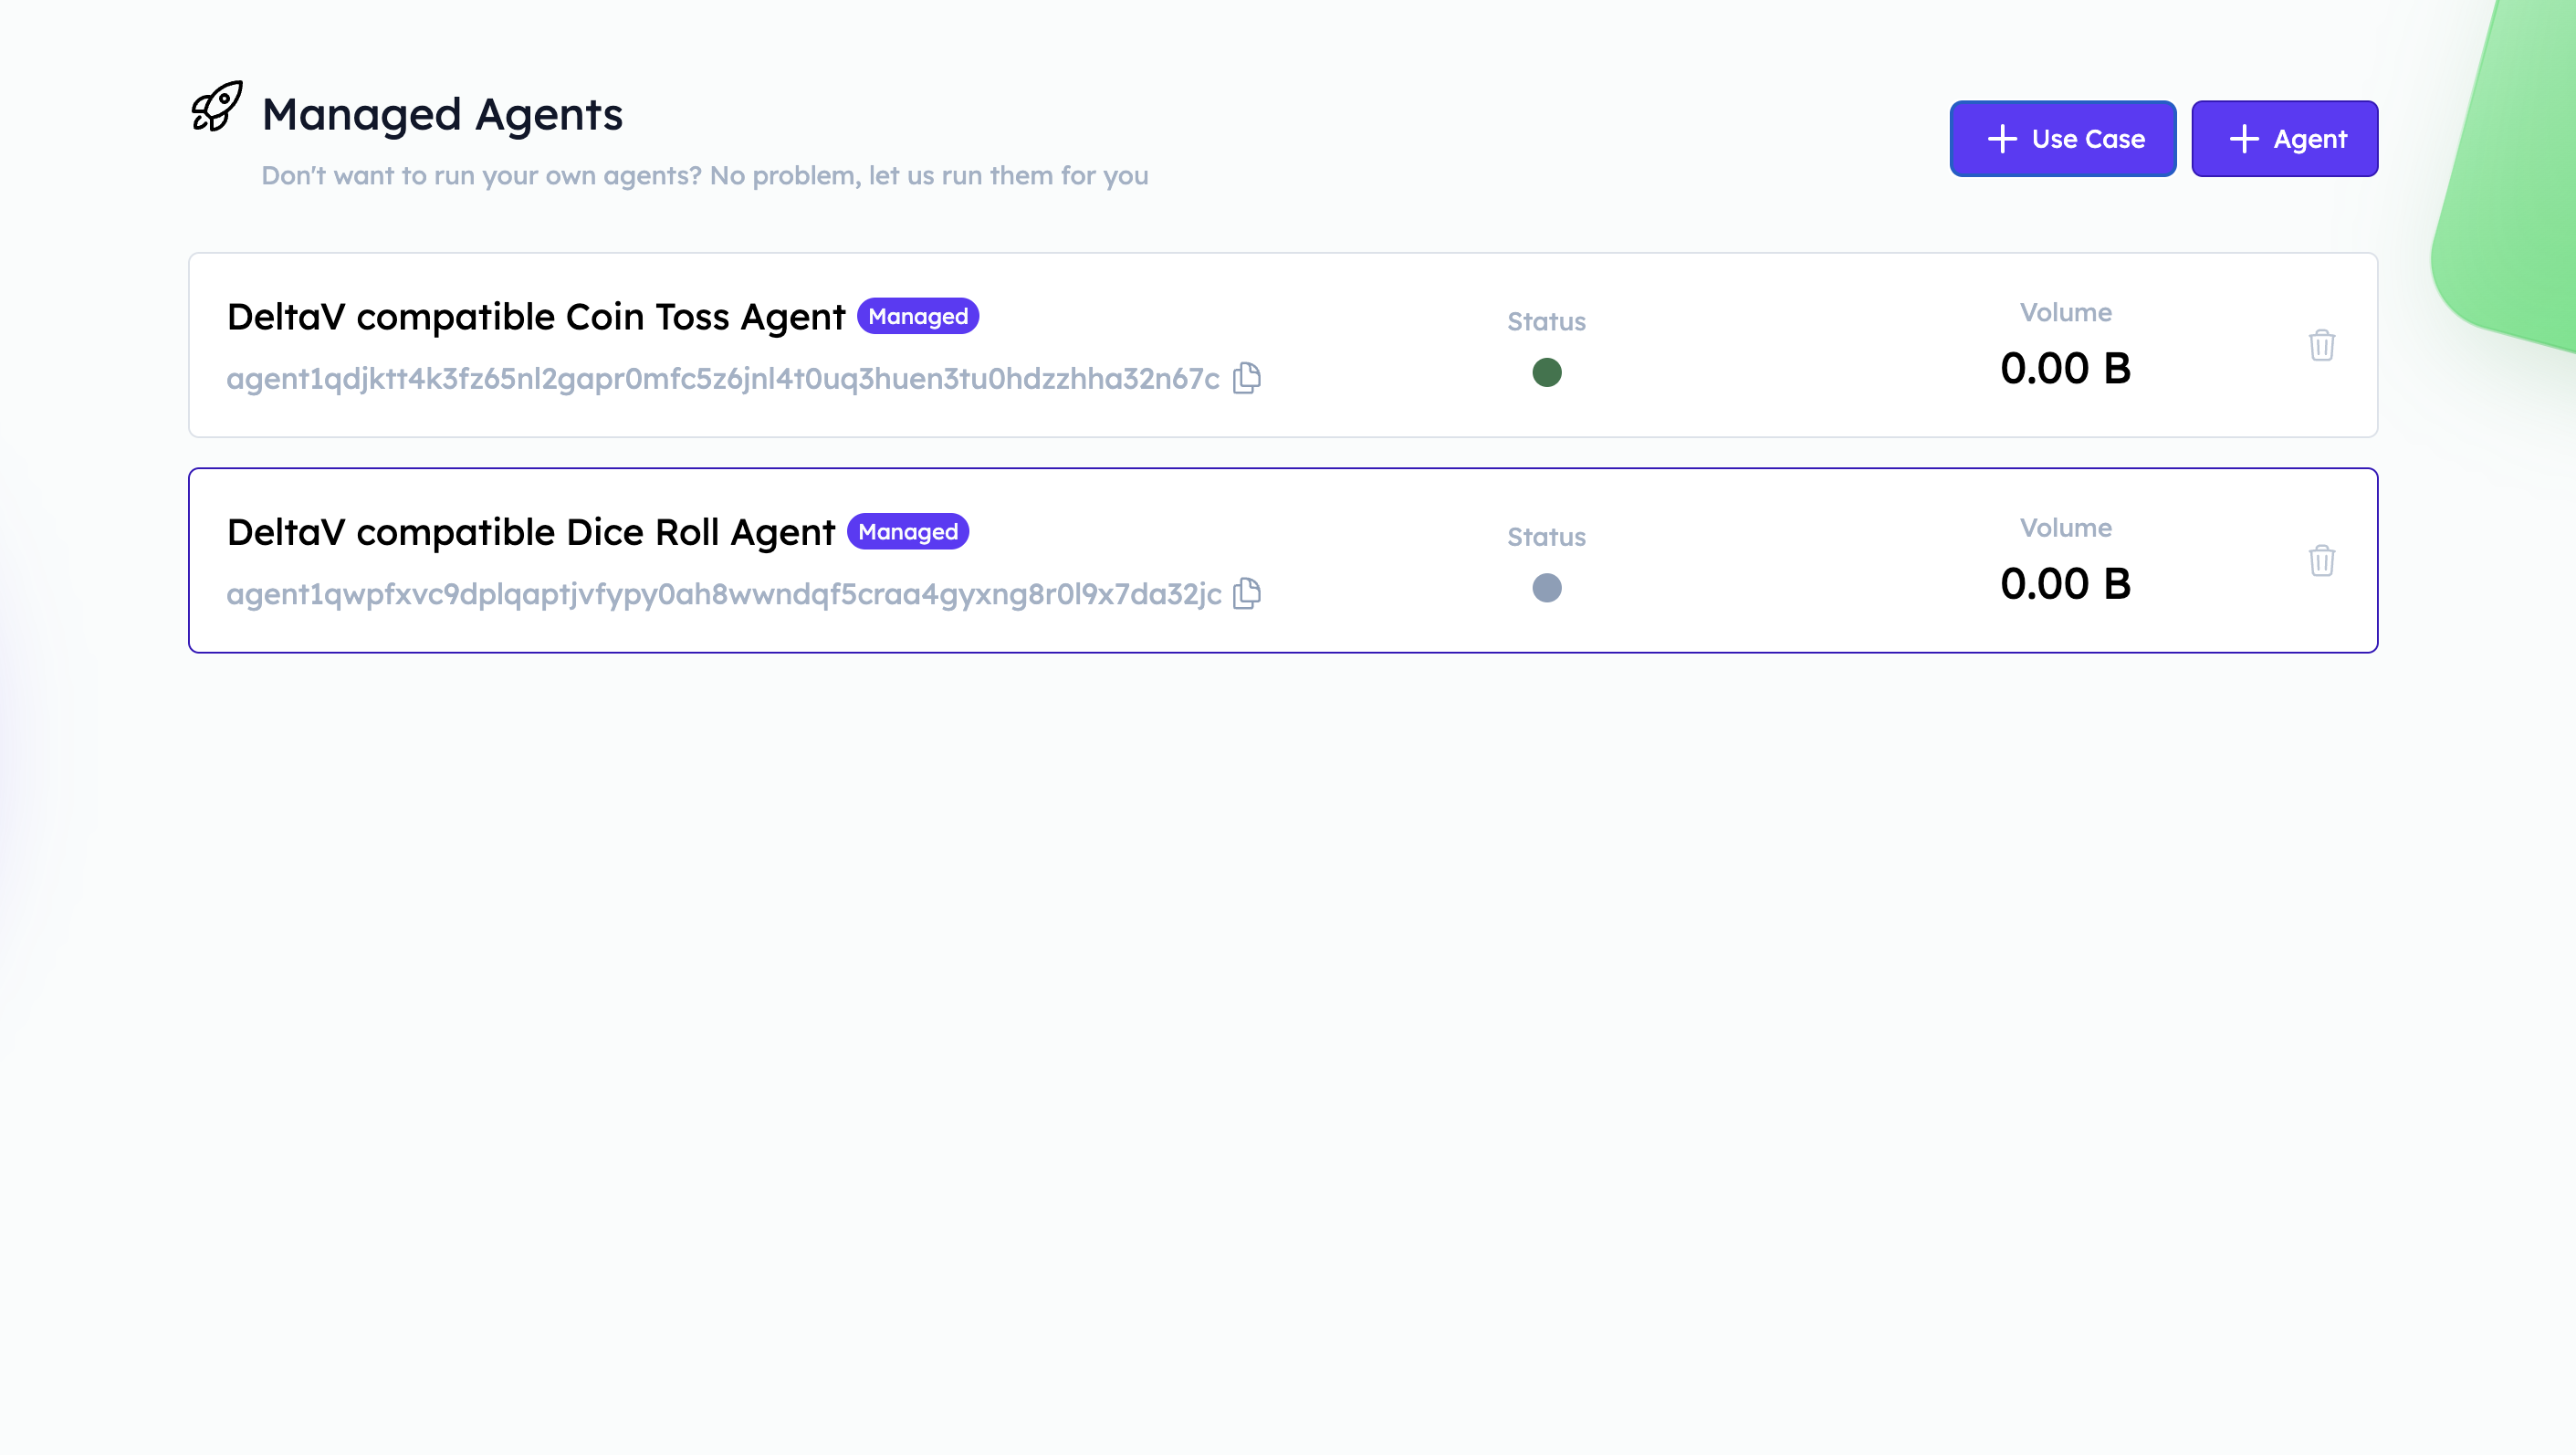 Managed Agents
Don't want to run your own agents? No problem, let us run them for you
Use Case
Agent
DeltaV compatible Coin Toss Agent Managed
agent1qdjktt4k3fz65nl2gapr0mfc5z6jnl4t0uq3huen3tu0hdzzhha32n67c
Status
Volume
0.00 B
DeltaV compatible Dice Roll Agent Managed
agent1qwpfxvc9dplqaptjvfypy0ah8wwndqf5craa4gyxng8r0l9x7da32jc
Status
Volume
0.00 B